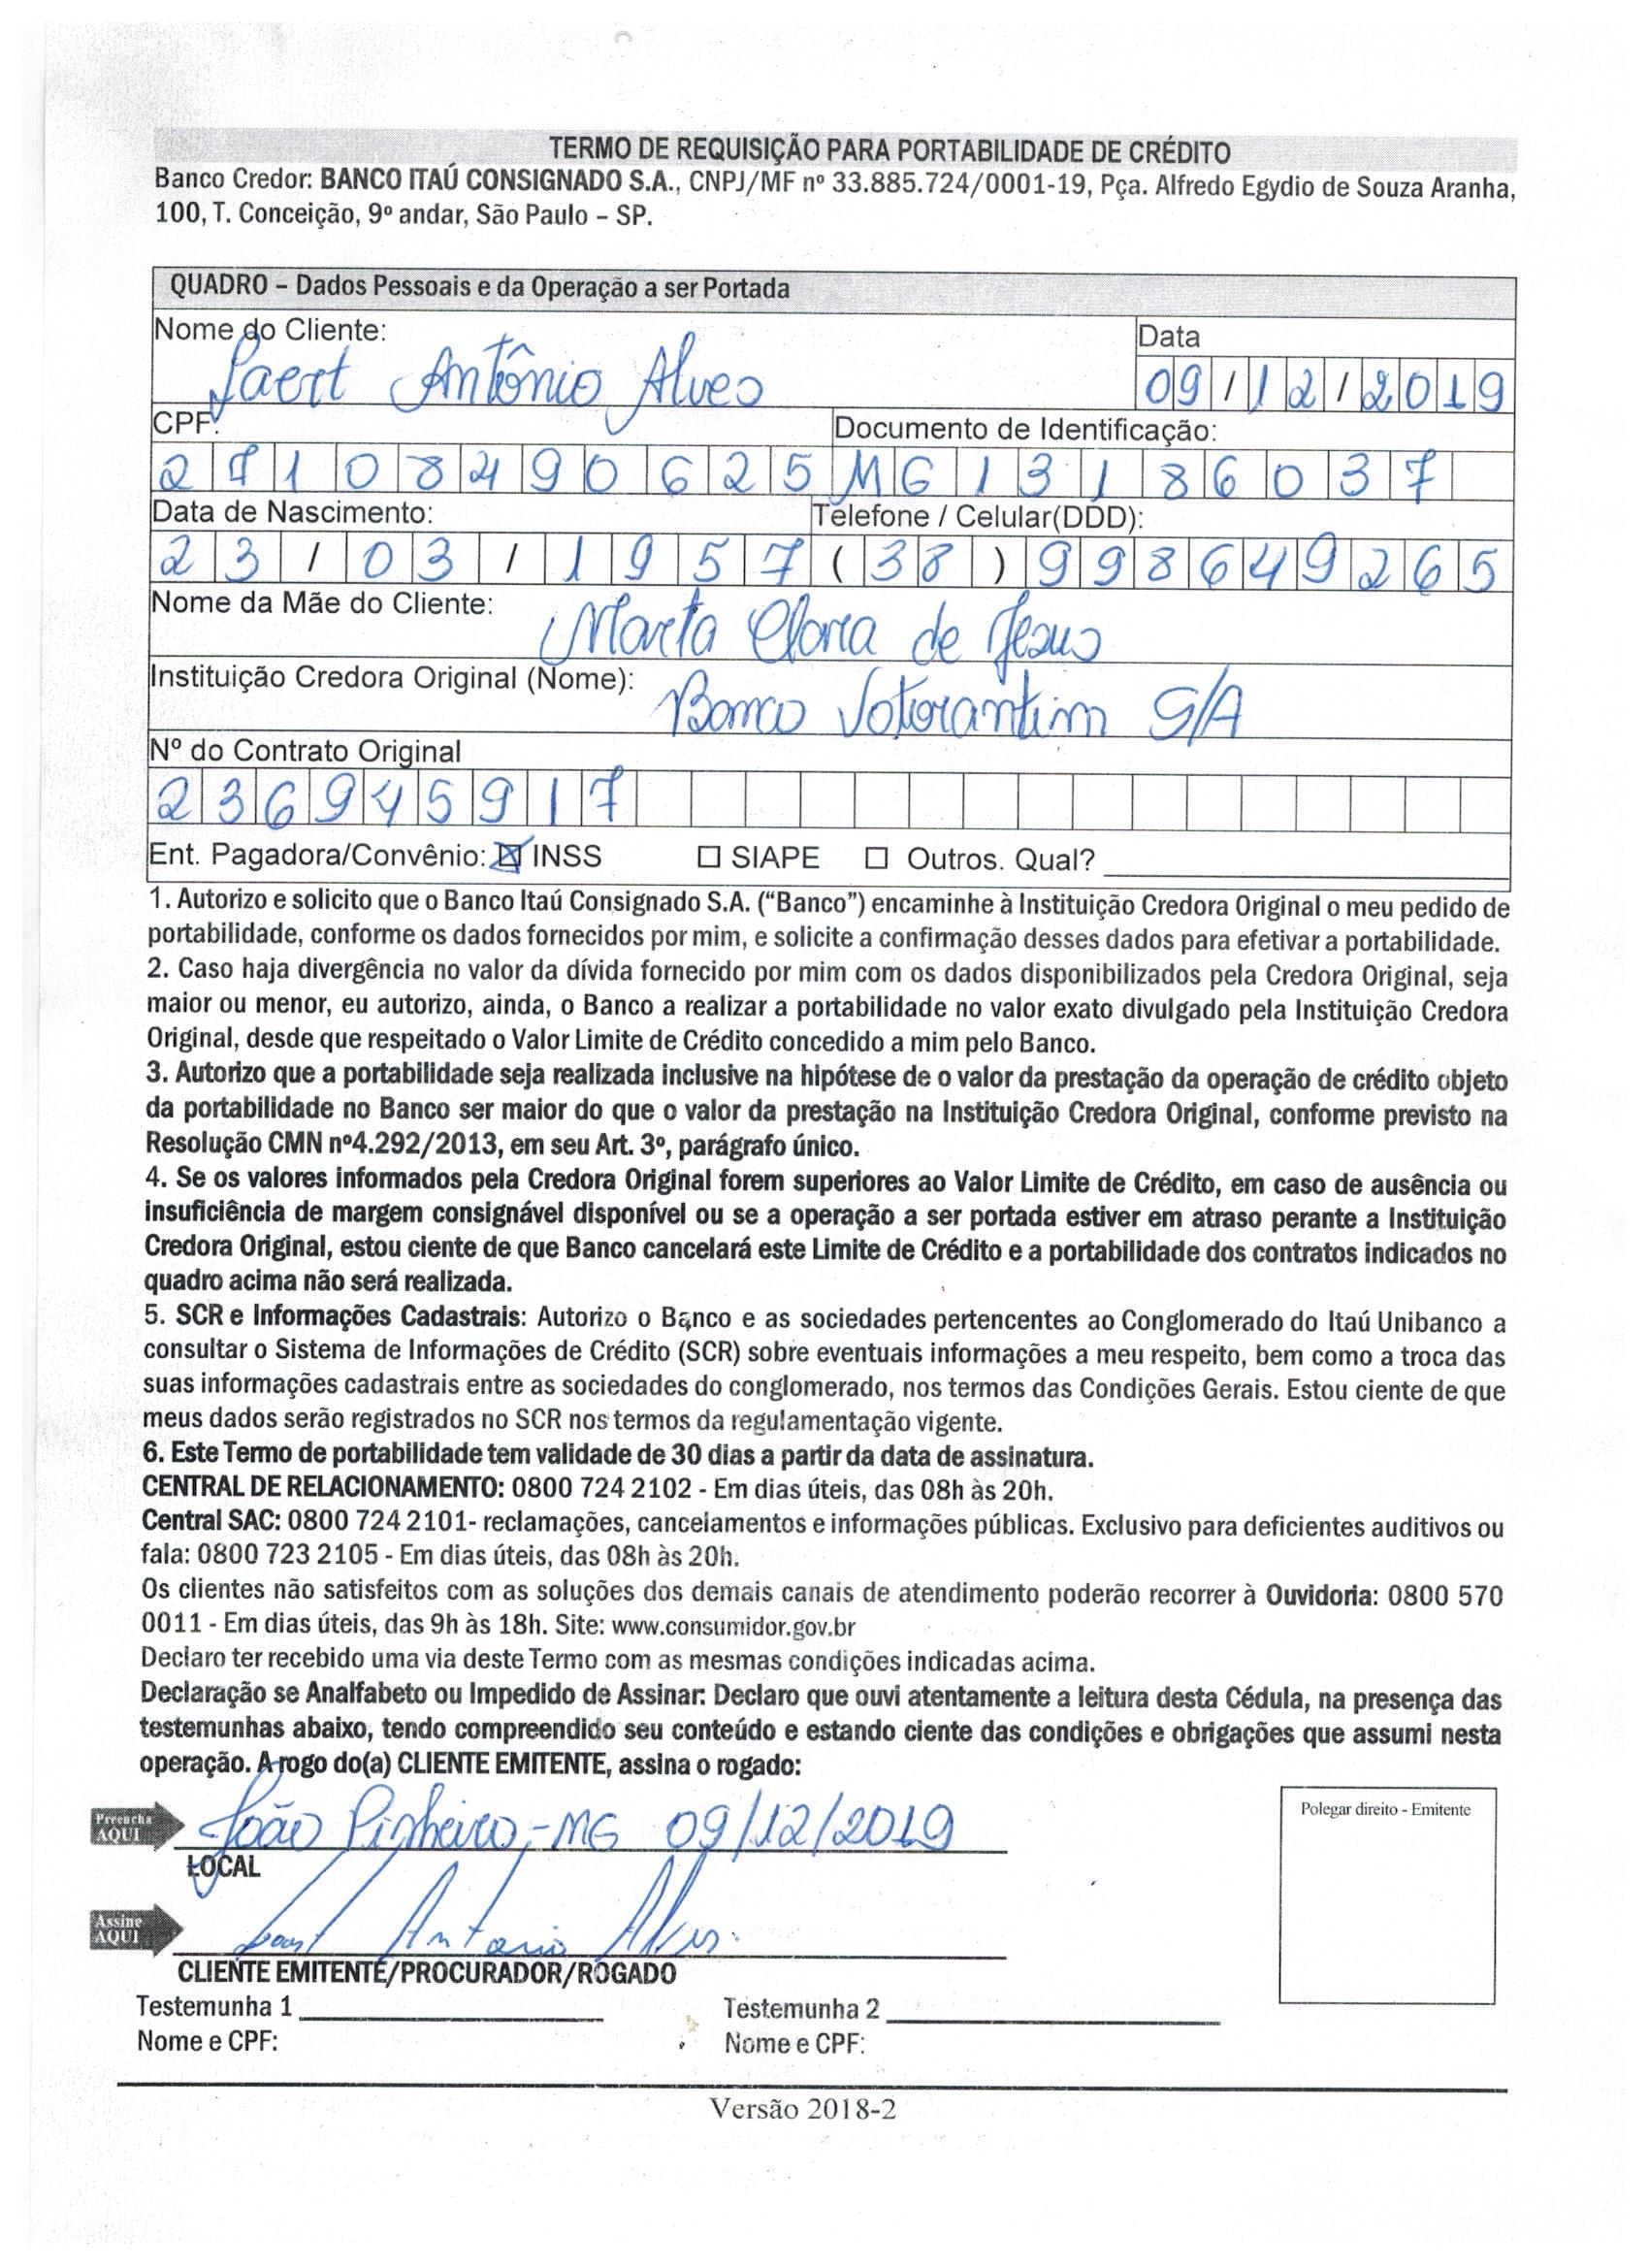 TERMO DE REQUISIÇÃO PARA PORTABILIDADE DE CRÉDITO
Banco Credor: BANCO ITAÚ CONSIGNADO S.A., CNPJ/MF nº 33.885.724/0001-19, Pça. Alfredo Egydio de Souza Aranha,
100, T. Conceição, 9º andar, São Paulo – SP.
QUADRO – Dados Pessoais e da Operação a ser Portada
Nome do Cliente: Data
Laert Antônio Alves 09/12/2019
CPF: Documento de Identificação:
27108490625 MG13186037
Data de Nascimento: Telefone / Celular(DDD):
23/03/1957 (38)998649265
Nome da Mãe do Cliente: Maria de Jesus
Instituição Credora Original (Nome): Banco Votorantim S/A
Nº do Contrato Original
236945917
Ent. Pagadora/Convênio: ☒ INSS ☐ SIAPE ☐ Outros. Qual?
1. Autorizo e solicito que o Banco Itaú Consignado S.A. (“Banco”) encaminhe à Instituição Credora Original o meu pedido de
portabilidade, conforme os dados fornecidos por mim, e solicite a confirmação desses dados para efetivar a portabilidade.
2. Caso haja divergência no valor da dívida fornecido por mim com os dados disponibilizados pela Credora Original, seja
maior ou menor, eu autorizo, ainda, o Banco a realizar a portabilidade no valor exato divulgado pela Instituição Credora
Original, desde que respeitado o Valor Limite de Crédito concedido a mim pelo Banco.
3. Autorizo que a portabilidade seja realizada inclusive na hipótese de o valor da prestação da operação de crédito objeto
da portabilidade no Banco ser maior do que o valor da prestação na Instituição Credora Original, conforme previsto na
Resolução CMN nº4.292/2013, em seu Art. 3º, parágrafo único.
4. Se os valores informados pela Credora Original forem superiores ao Valor Limite de Crédito, em caso de ausência ou
insuficiência de margem consignável disponível ou se a operação a ser portada estiver em atraso perante a Instituição
Credora Original, estou ciente de que Banco cancelará este Limite de Crédito e a portabilidade dos contratos indicados no
quadro acima não será realizada.
5. SCR e Informações Cadastrais: Autorizo o Banco e as sociedades pertencentes ao Conglomerado do Itaú Unibanco a
consultar o Sistema de Informações de Crédito (SCR) sobre eventuais informações a meu respeito, bem como a troca das
suas informações cadastrais entre as sociedades do conglomerado, nos termos das Condições Gerais. Estou ciente de que
meus dados serão registrados no SCR nos termos da regulamentação vigente.
6. Este Termo de portabilidade tem validade de 30 dias a partir da data de assinatura.
CENTRAL DE RELACIONAMENTO: 0800 724 2102 - Em dias úteis, das 08h às 20h.
Central SAC: 0800 724 2101- reclamações, cancelamentos e informações públicas. Exclusivo para deficientes auditivos ou
fala: 0800 723 2105 - Em dias úteis, das 08h às 20h.
Os clientes não satisfeitos com as soluções dos demais canais de atendimento poderão recorrer à Ouvidoria: 0800 570
0011 - Em dias úteis, das 9h às 18h. Site: www.consumidor.gov.br
Declaro ter recebido uma via deste Termo com as mesmas condições indicadas acima.
Declaração se Analfabeto ou Impedido de Assinar: Declaro que ouvi atentamente a leitura desta Cédula, na presença das
testemunhas abaixo, tendo compreendido seu conteúdo e estando ciente das condições e obrigações que assumi nesta
operação. A rogo do(a) CLIENTE EMITENTE, assina o rogado:
Polegar direito - Emitente
Preencha
AQUI
João Pinheiro-MG 09/12/2019
LOCAL
Assine
AQUI
Laert Antonio Alves.
CLIENTE EMITENTE/PROCURADOR/ROGADO
Testemunha 1 Testemunha 2
Nome e CPF: Nome e CPF:
Versão 2018-2